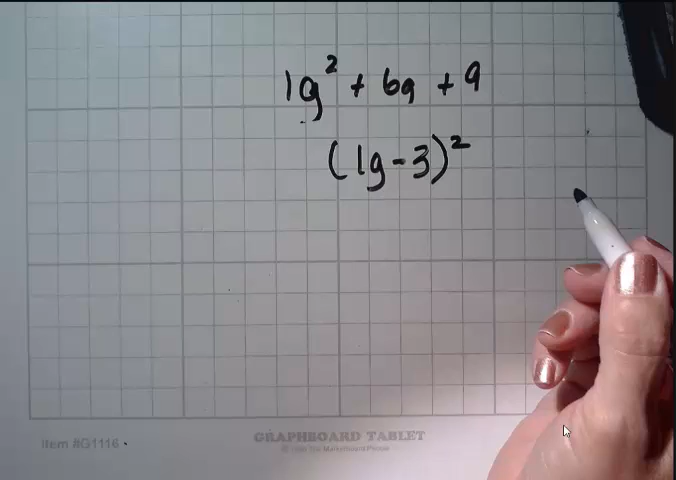 1g² + 6g + 9
(1g - 3)²
Item #G1116
GRAPHBOARD TABLET